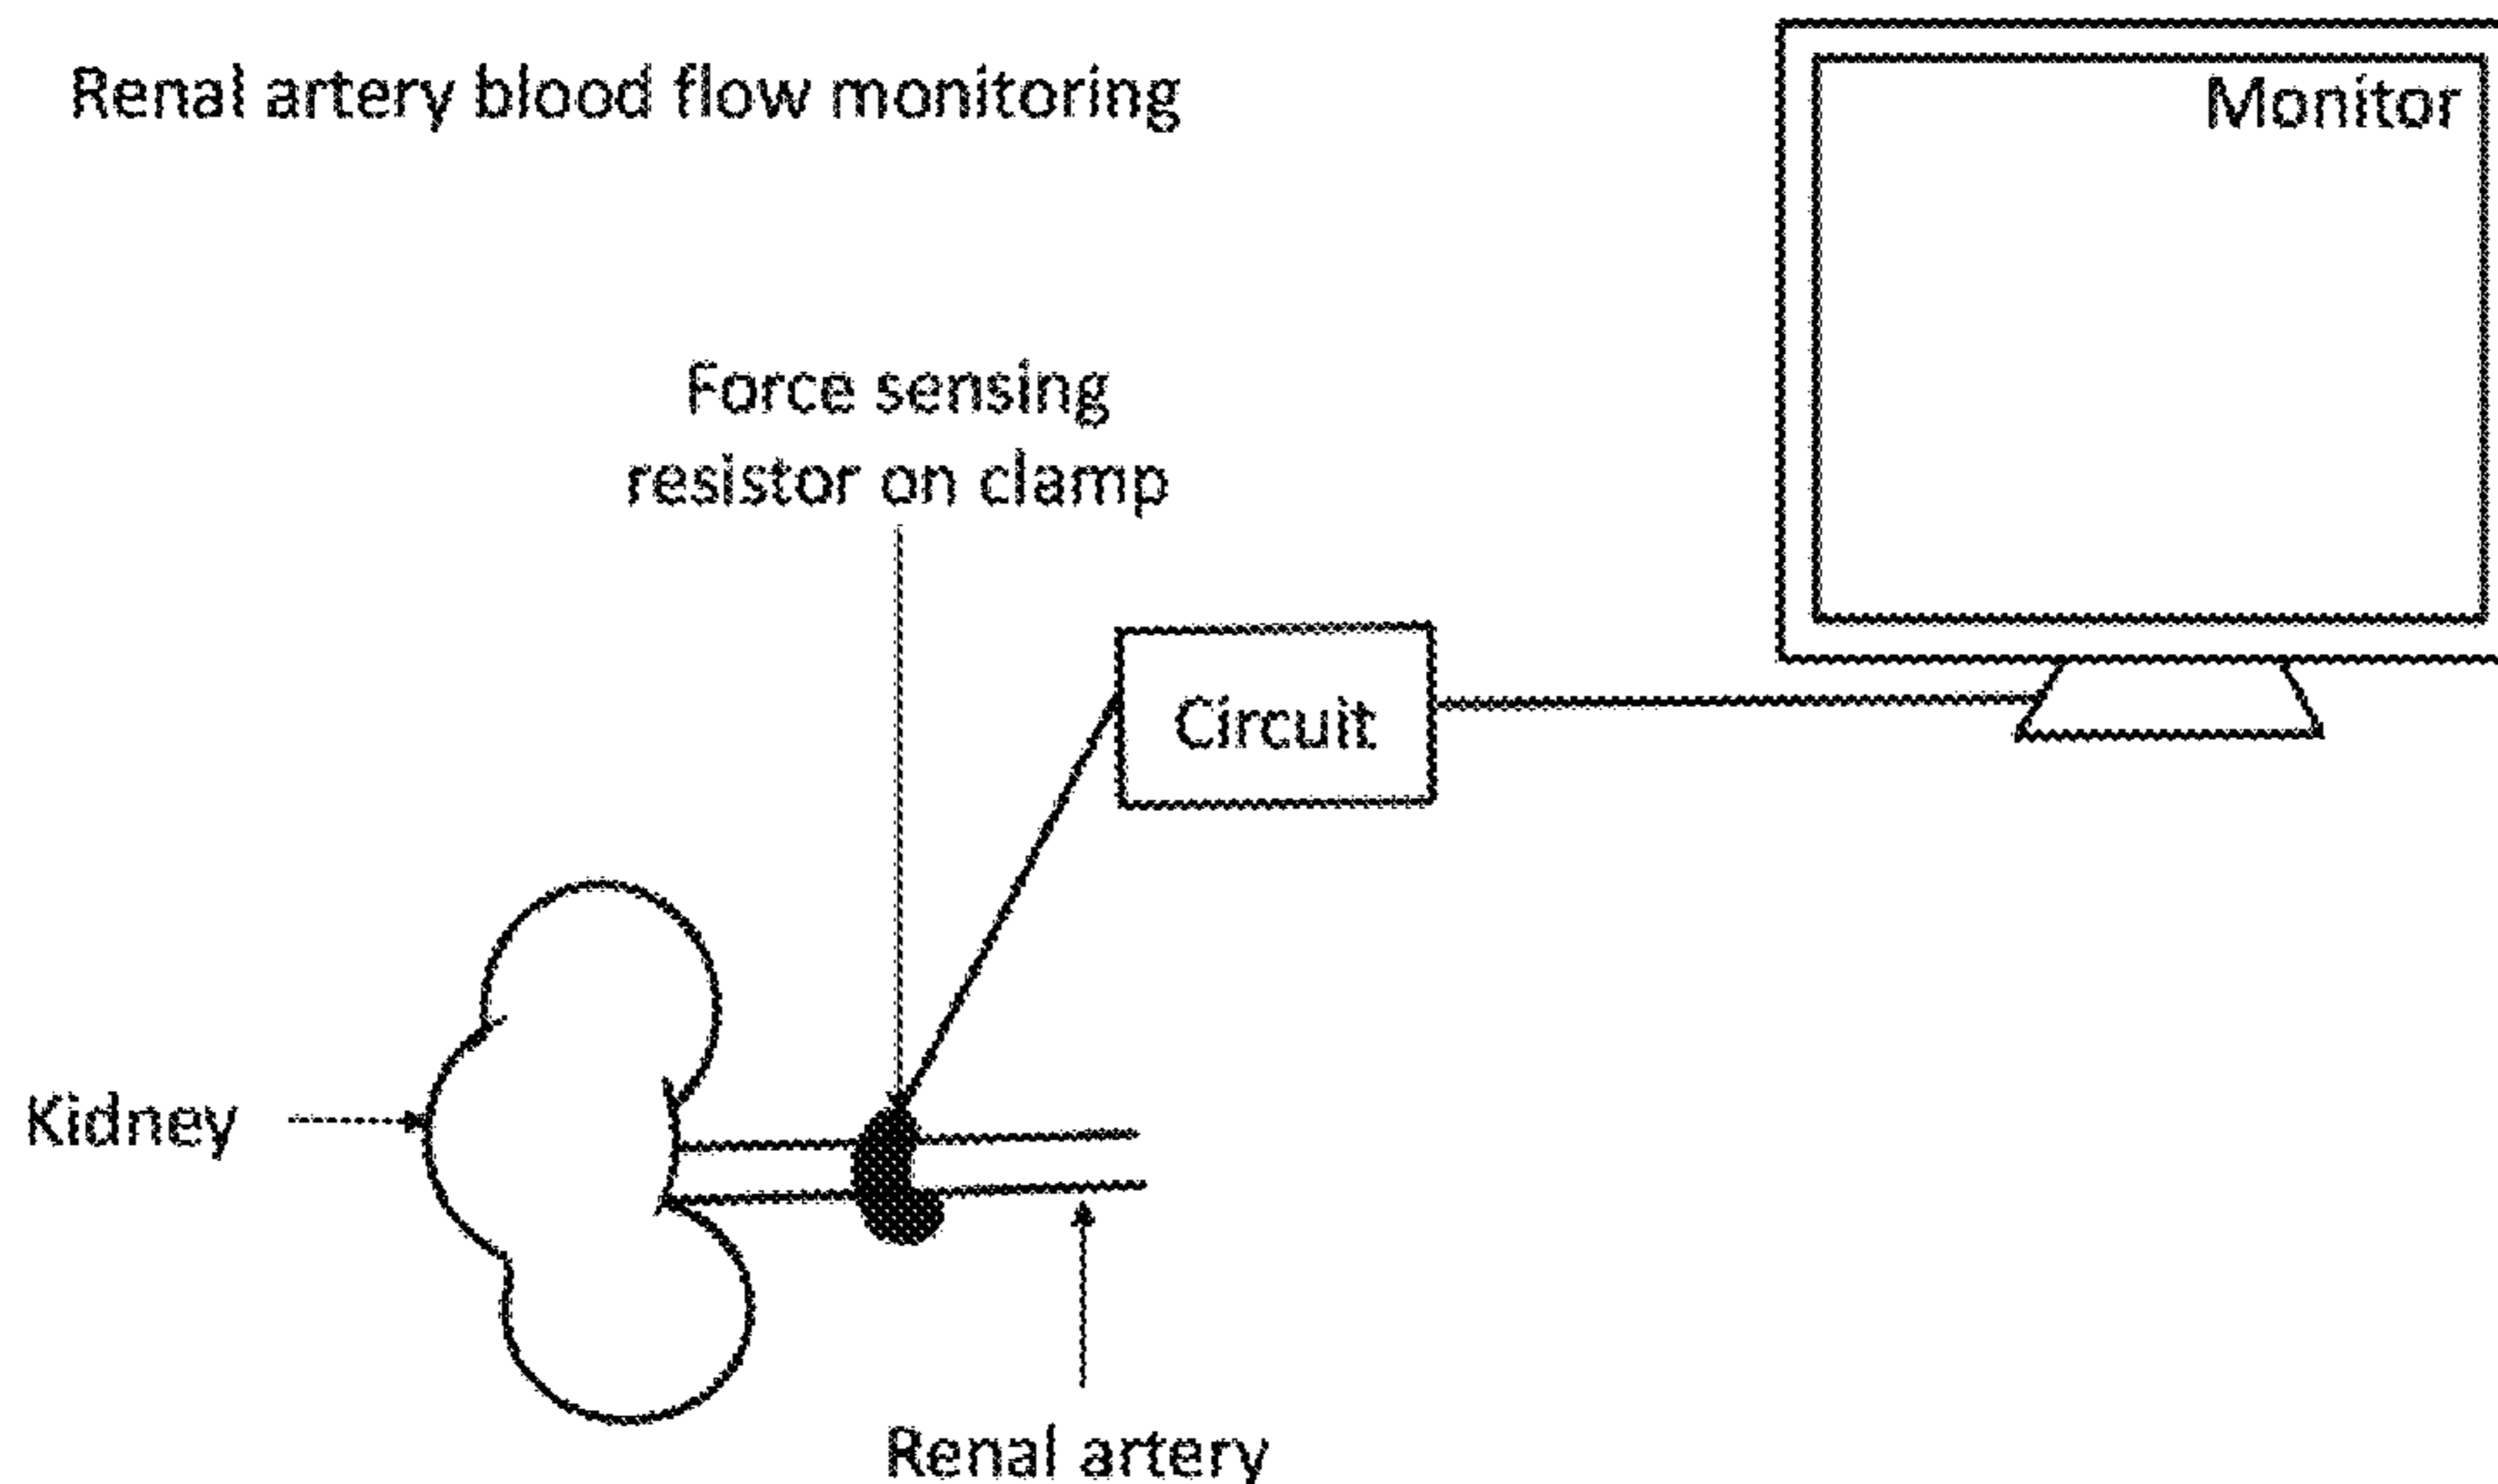 Renal artery blood flow monitoring
Monitor
Force sensing
resistor on clamp
Circuit
Kidney
Renal artery